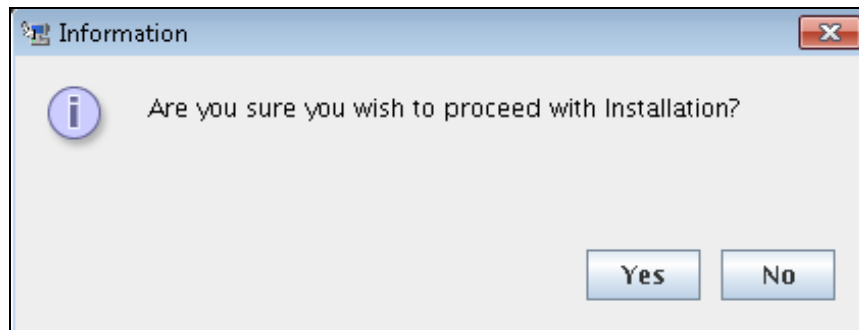 Information
Are you sure you wish to proceed with Installation?
Yes No